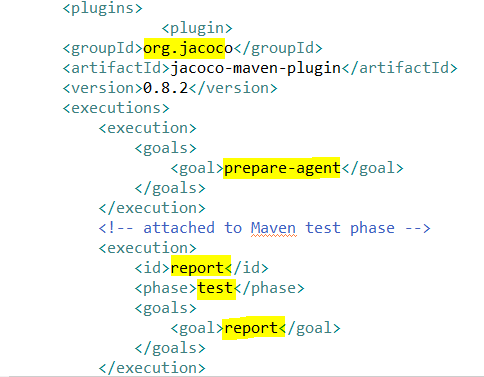 <plugins>
<plugin>
<groupId>org.jacoco</groupId>
<artifactId>jacoco-maven-plugin</artifactId>
<version>0.8.2</version>
<executions>
<execution>
<goals>
<goal>prepare-agent</goal>
</goals>
</execution>
<!-- attached to Maven test phase -->
<execution>
<id>report</id>
<phase>test</phase>
<goals>
<goal>report</goal>
</goals>
</execution>